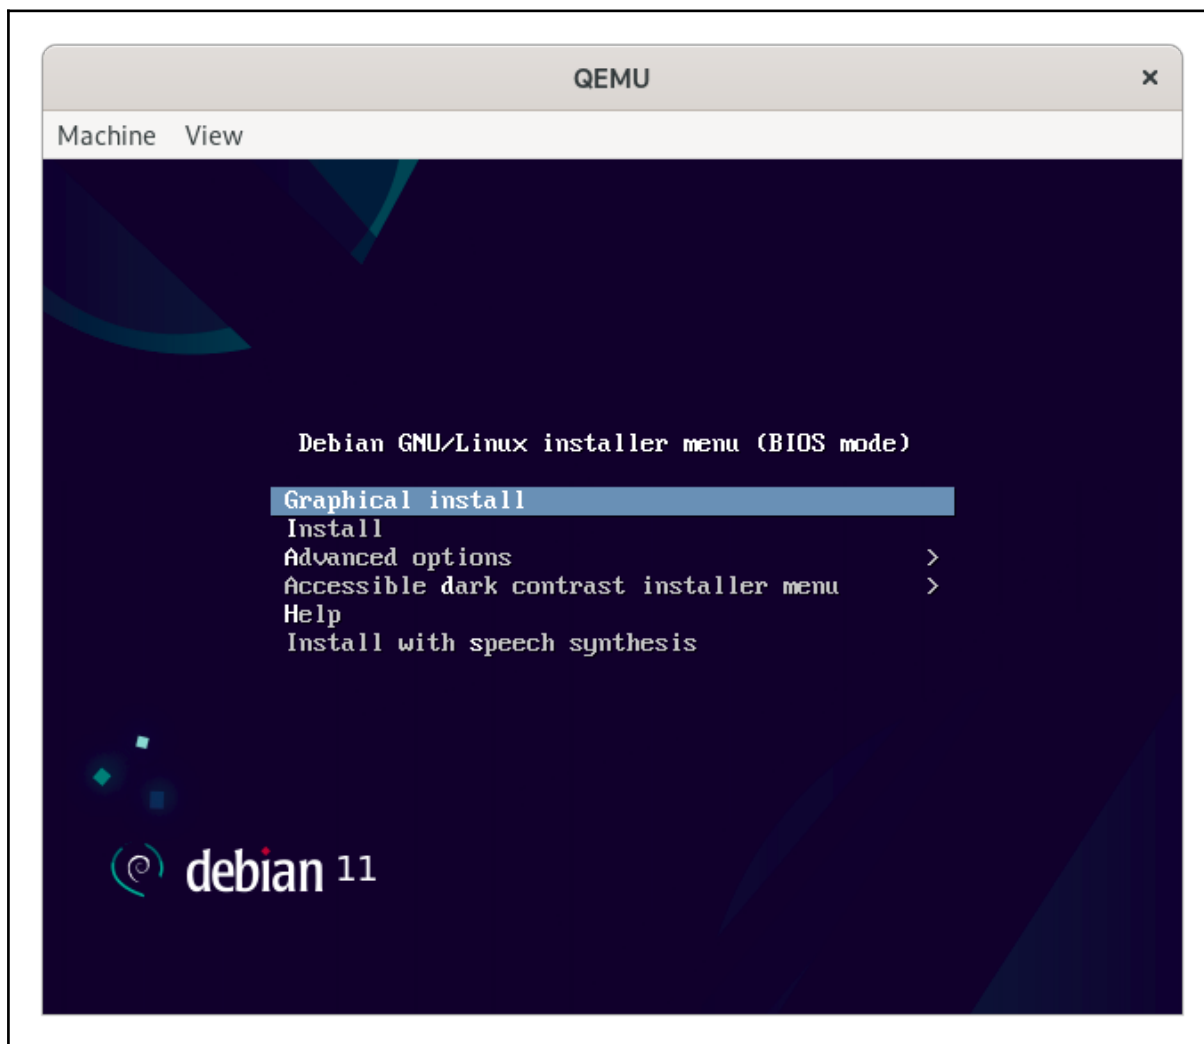 QEMU ×
Machine View
Debian GNU/Linux installer menu (BIOS mode)
Graphical install
Install
Advanced options >
Accessible dark contrast installer menu >
Help
Install with speech synthesis
debian 11